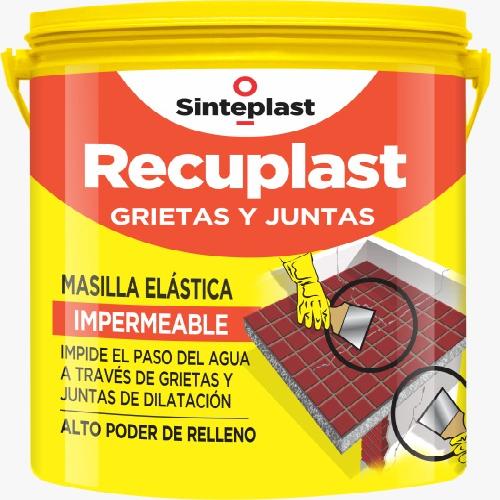 Sinteplast
Recuplast
GRIETAS Y JUNTAS
MASILLA ELÁSTICA
IMPERMEABLE
IMPIDE EL PASO DEL AGUA
A TRAVÉS DE GRIETAS Y
JUNTAS DE DILATACIÓN
ALTO PODER DE RELLENO